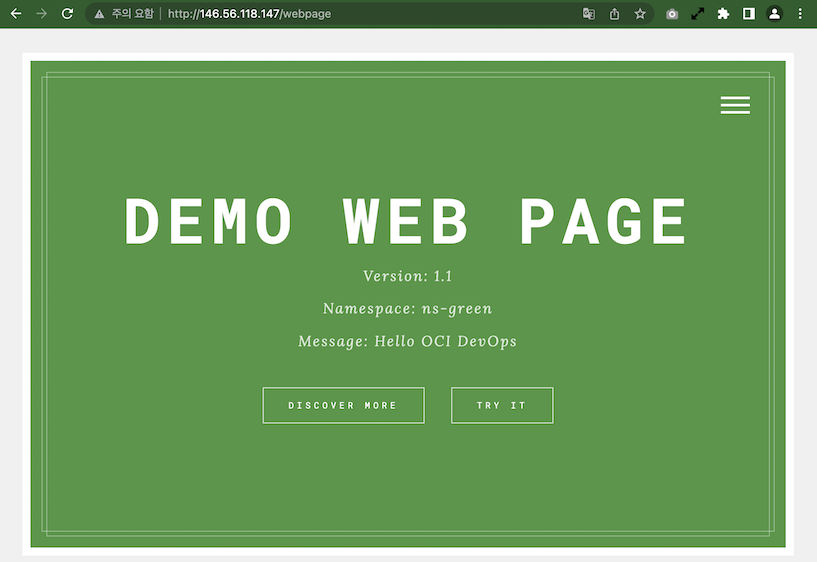 주의 요함 | http://146.56.118.147/webpage
DEMO WEB PAGE
Version: 1.1
Namespace: ns-green
Message: Hello OCI DevOps
DISCOVER MORE
TRY IT